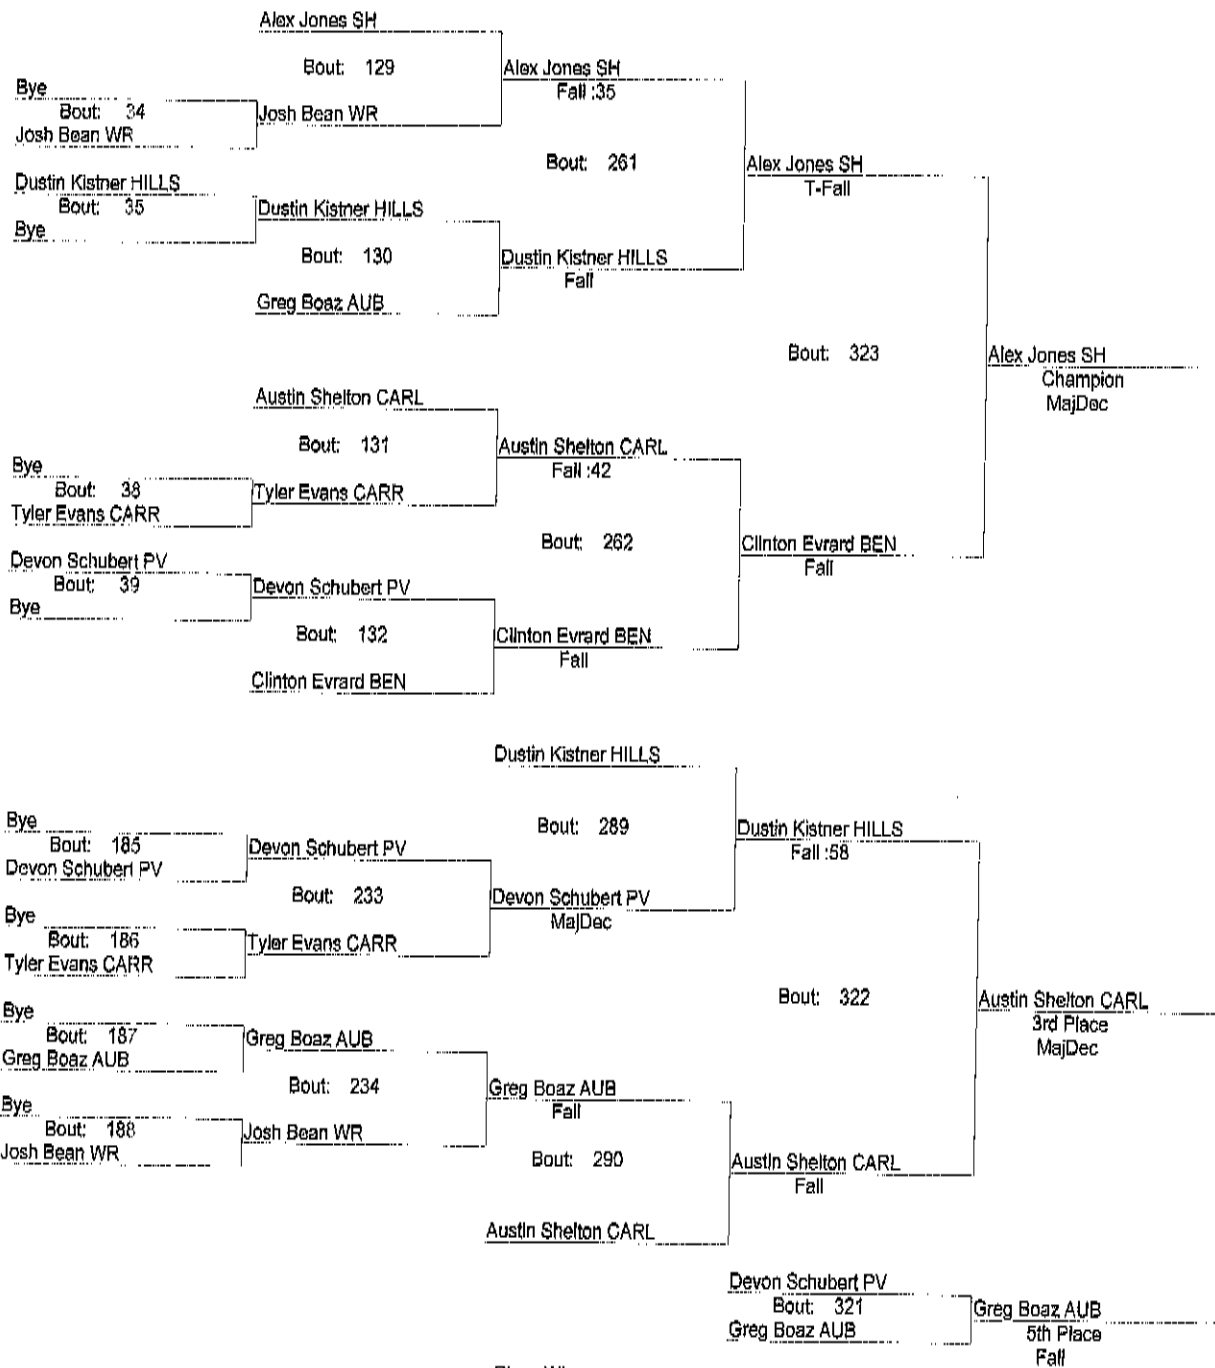 Alex Jones SH
Bout: 129
Alex Jones SH
Fall :35
Bye
Bout: 34
Josh Bean WR
Josh Bean WR
Bout: 261
Alex Jones SH
T-Fall
Dustin Kistner HILLS
Bout: 35
Bye
Dustin Kistner HILLS
Bout: 130
Dustin Kistner HILLS
Fall
Greg Boaz AUB
Bout: 323
Alex Jones SH
Champion
MajDec
Austin Shelton CARL
Bout: 131
Austin Shelton CARL
Fall :42
Bye
Bout: 38
Tyler Evans CARR
Tyler Evans CARR
Bout: 262
Clinton Evrard BEN
Fall
Devon Schubert PV
Bout: 39
Bye
Devon Schubert PV
Bout: 132
Clinton Evrard BEN
Fall
Clinton Evrard BEN
Dustin Kistner HILLS
Bout: 289
Dustin Kistner HILLS
Fall :58
Bye
Bout: 185
Devon Schubert PV
Devon Schubert PV
Bout: 233
Devon Schubert PV
MajDec
Bye
Bout: 186
Tyler Evans CARR
Tyler Evans CARR
Bout: 322
Austin Shelton CARL
3rd Place
MajDec
Bye
Bout: 187
Greg Boaz AUB
Greg Boaz AUB
Bout: 234
Greg Boaz AUB
Fall
Bye
Bout: 188
Josh Bean WR
Josh Bean WR
Bout: 290
Austin Shelton CARL
Fall
Austin Shelton CARL
Devon Schubert PV
Bout: 321
Greg Boaz AUB
Greg Boaz AUB
5th Place
Fall